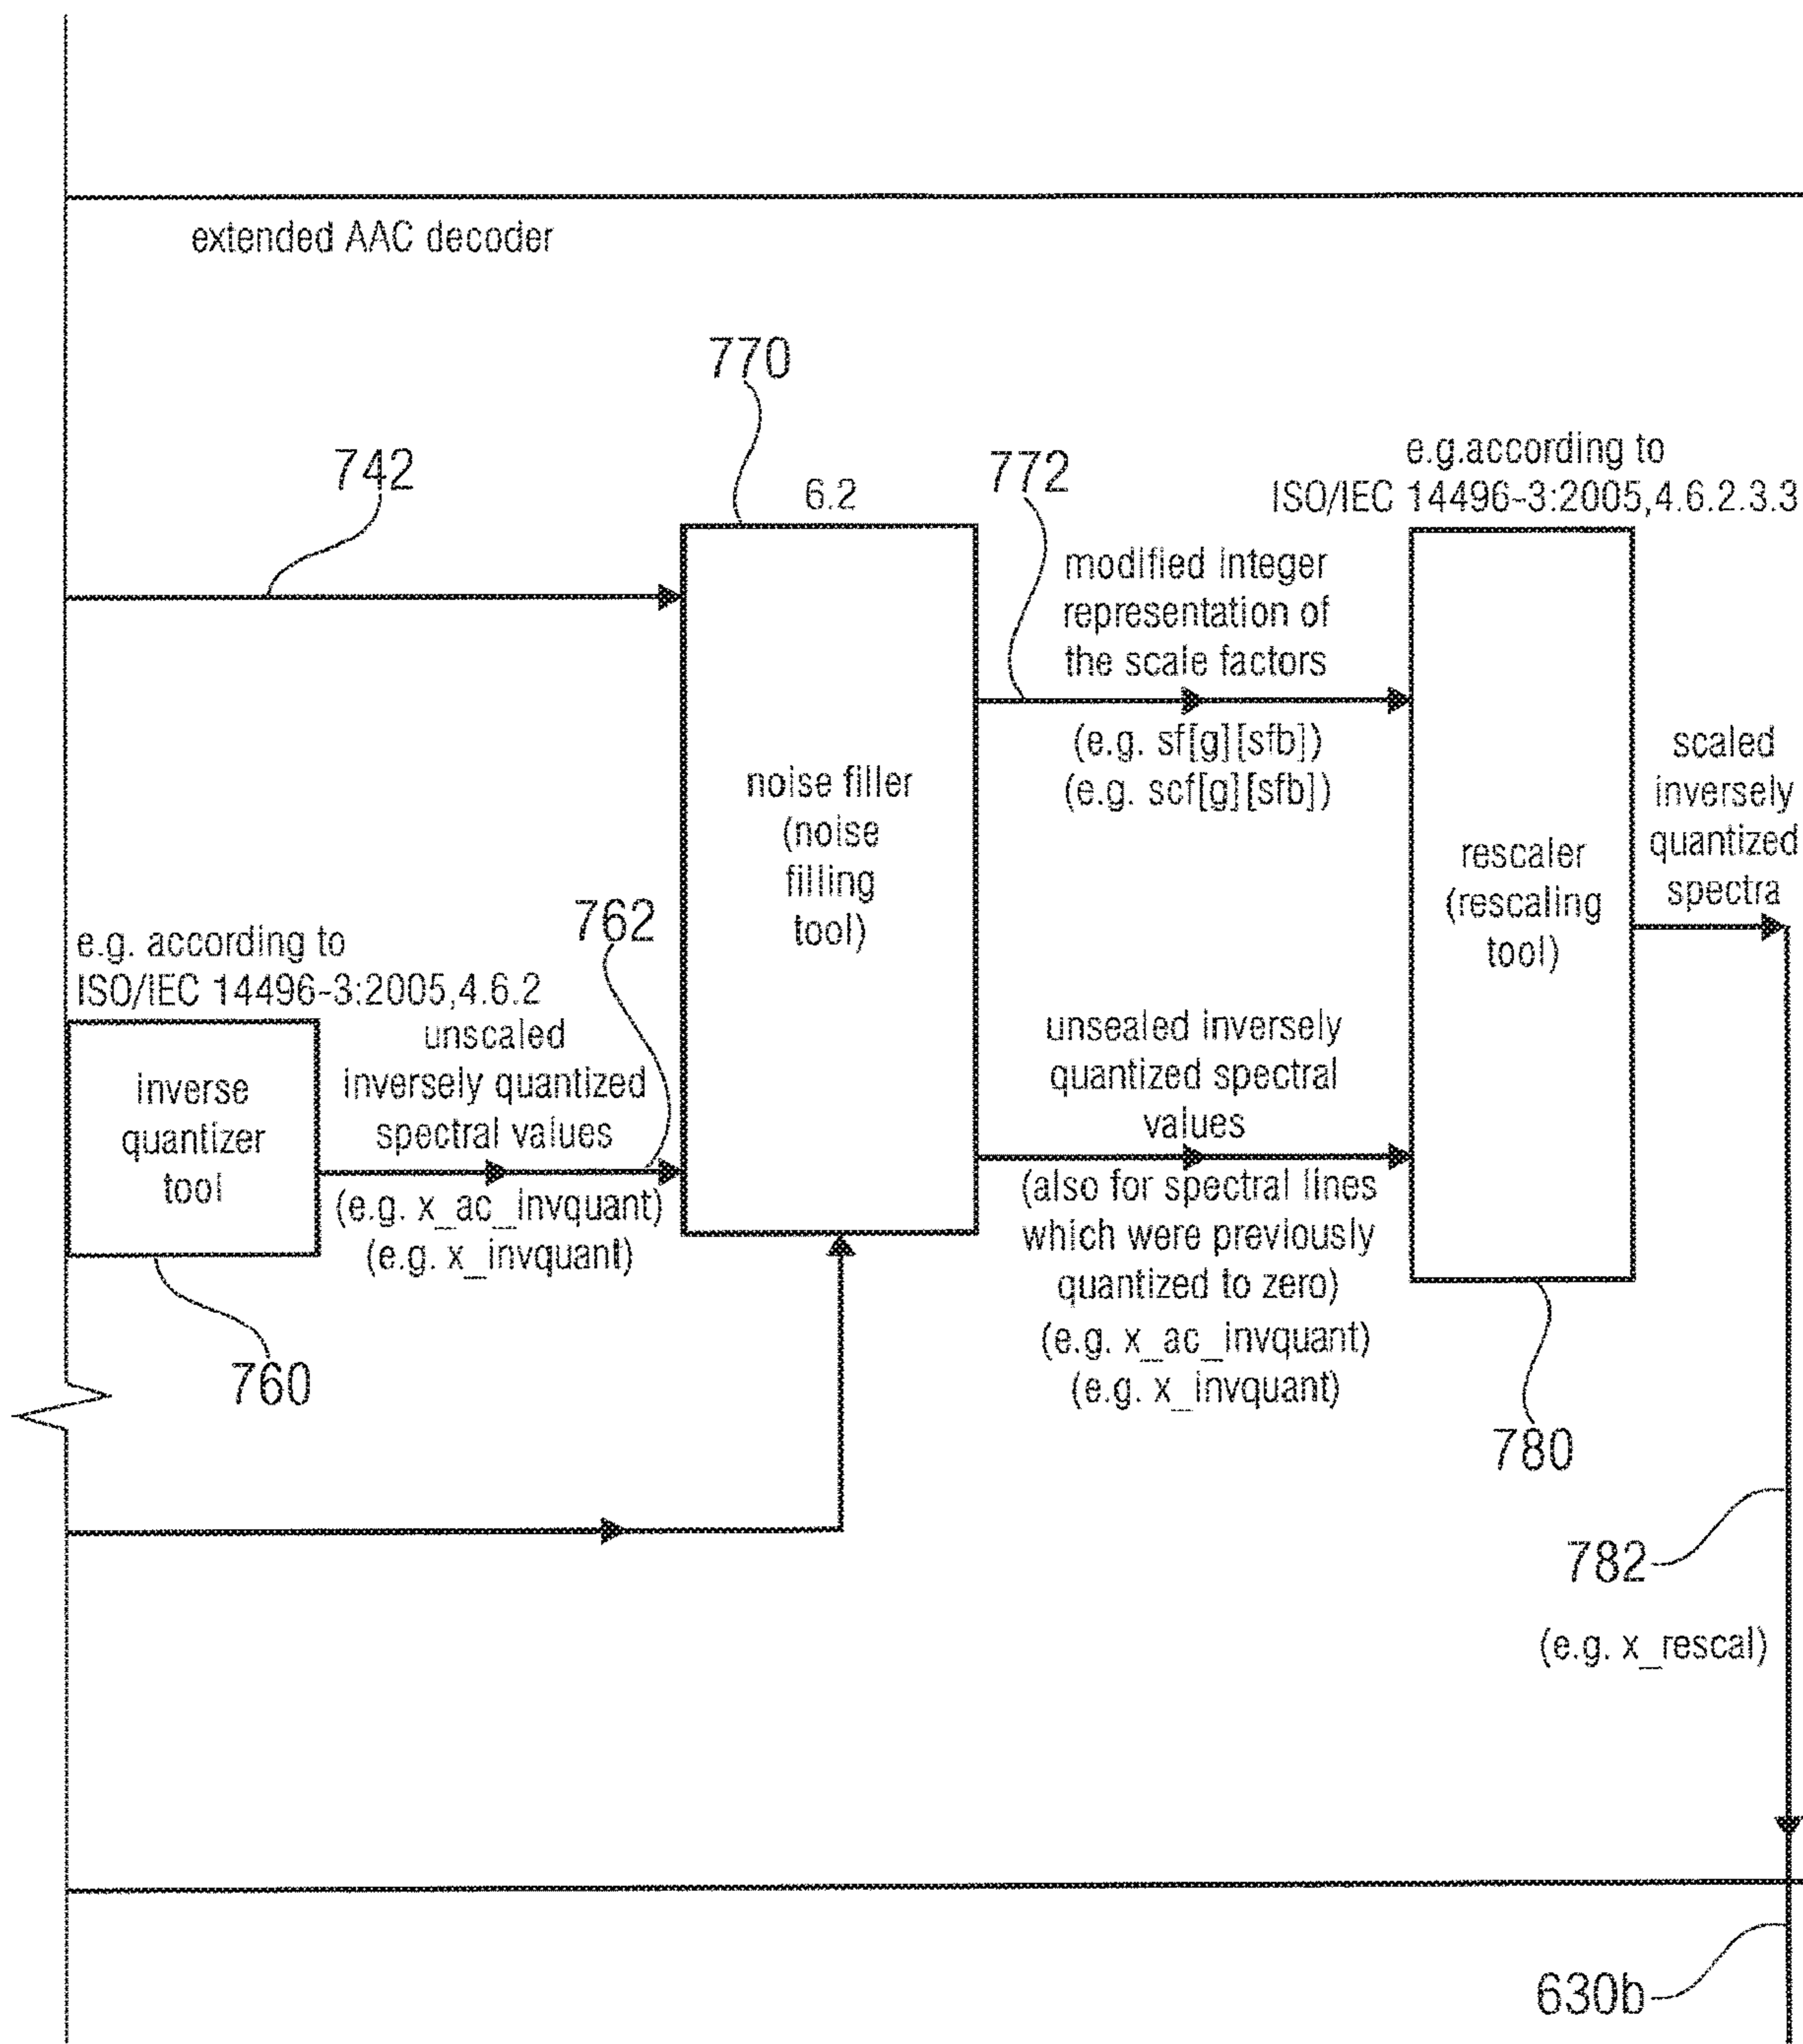 extended AAC decoder
770
742
6.2
772
e.g.according to
ISO/IEC 14496-3:2005,4.6.2.3.3
modified integer
representation of
the scale factors
(e.g. sf[g][sfb])
(e.g. scf[g][sfb])
noise filler
(noise
filling
tool)
rescaler
(rescaling
tool)
scaled
inversely
quantized
spectra
762
e.g. according to
ISO/IEC 14496-3:2005,4.6.2
inverse
quantizer
tool
unscaled
inversely quantized
spectral values
(e.g. x_ac_invquant)
(e.g. x_invquant)
unsealed inversely
quantized spectral
values
(also for spectral lines
which were previously
quantized to zero)
(e.g. x_ac_invquant)
(e.g. x_invquant)
760
780
782
(e.g. x_rescal)
630b